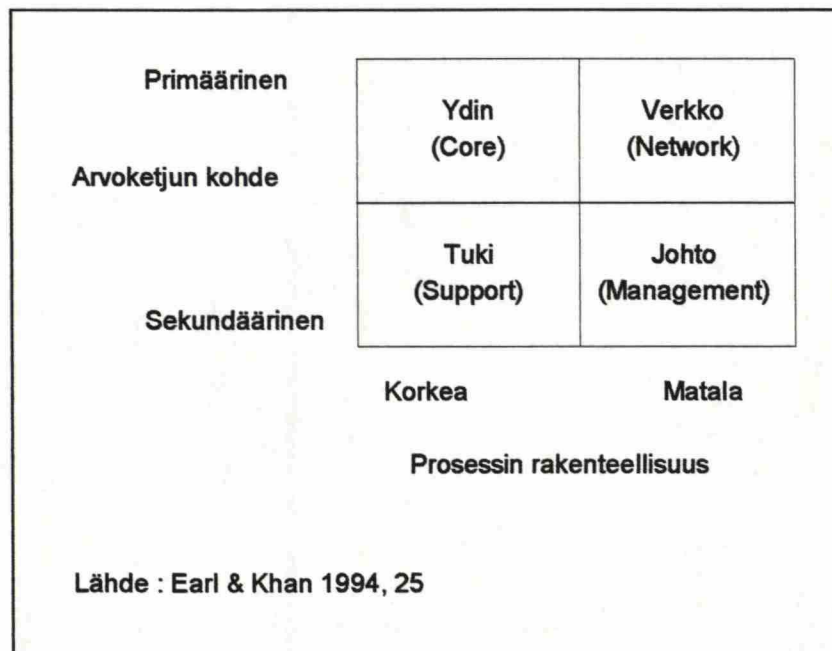 Primäärinen
Ydin
(Core)
Verkko
(Network)
Arvoketjun kohde
Tuki
(Support)
Johto
(Management)
Sekundäärinen
Korkea
Matala
Prosessin rakenteellisuus
Lähde : Earl & Khan 1994, 25